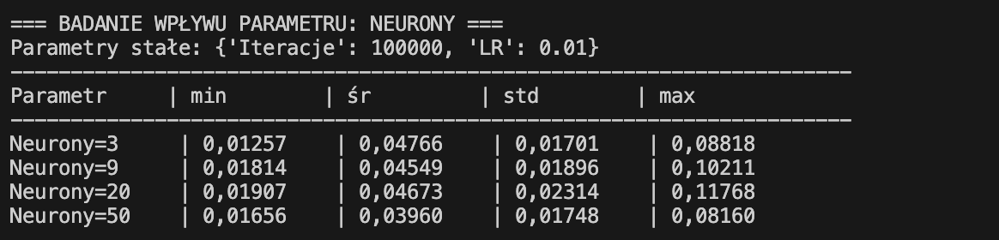 === BADANIE WPŁYWU PARAMETRU: NEURONY ===
Parametry stałe: {'Iteracje': 100000, 'LR': 0.01}
----------------------------------------------------------------------
Parametr     | min        | śr         | std        | max
----------------------------------------------------------------------
Neurony=3     | 0,01257    | 0,04766    | 0,01701    | 0,08818
Neurony=9     | 0,01814    | 0,04549    | 0,01896    | 0,10211
Neurony=20    | 0,01907    | 0,04673    | 0,02314    | 0,11768
Neurony=50    | 0,01656    | 0,03960    | 0,01748    | 0,08160